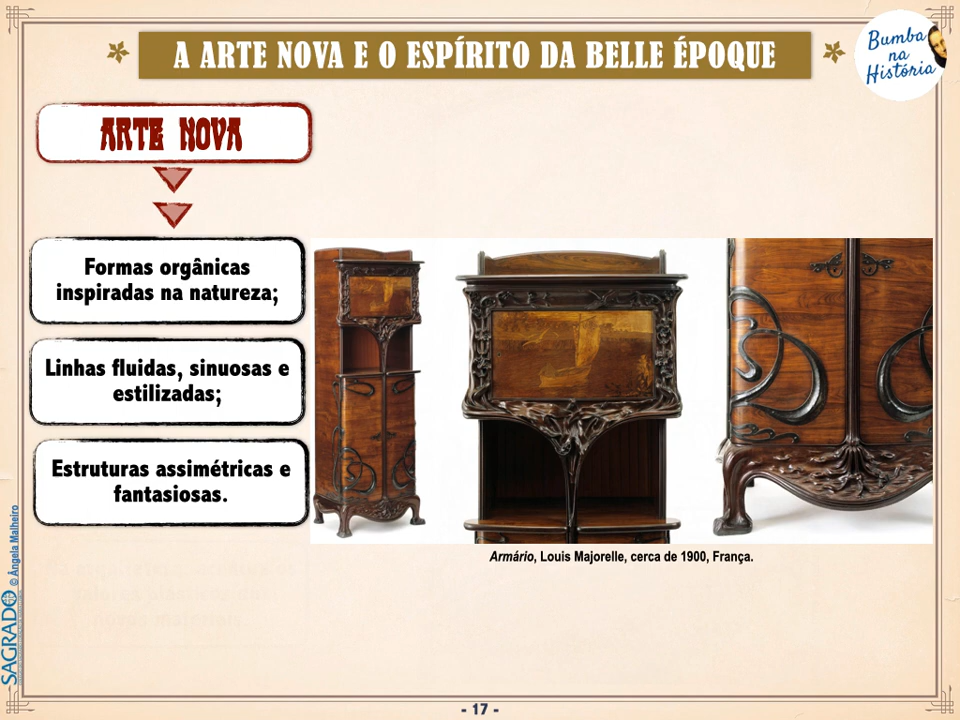 A ARTE NOVA E O ESPÍRITO DA BELLE ÉPOQUE
Bumba
na
História
ARTE NOVA
Formas orgânicas
inspiradas na natureza;
Linhas fluidas, sinuosas e
estilizadas;
Estruturas assimétricas e
fantasiosas.
Armário, Louis Majorelle, cerca de 1900, França.
SAGRADO © Ângela Malheiro
- 17 -